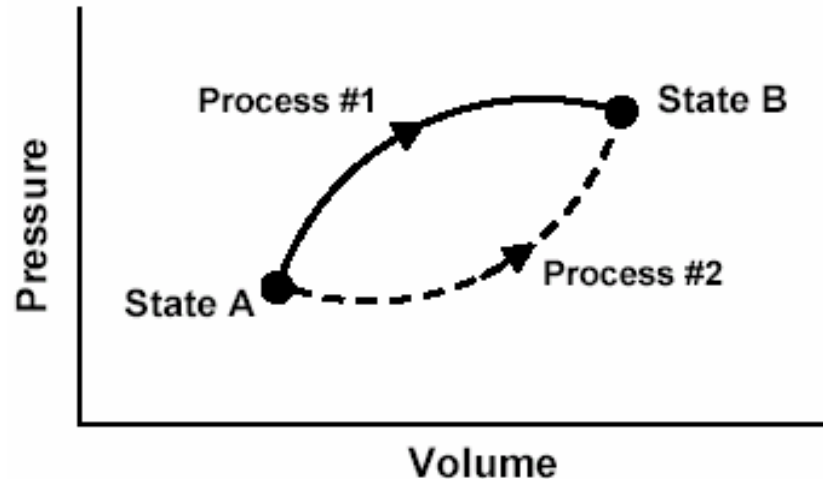 Process #1
State B
Pressure
Process #2
State A
Volume